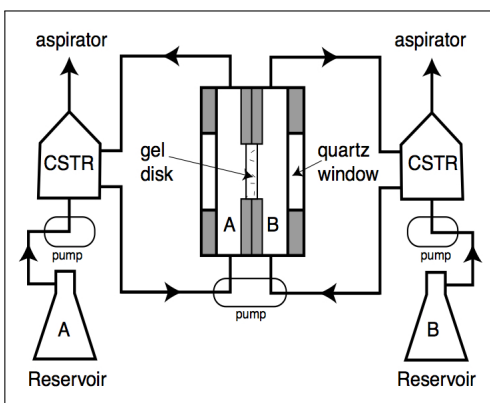 aspirator
aspirator
CSTR
gel
disk
quartz
window
CSTR
A
B
pump
pump
pump
A
B
Reservoir
Reservoir